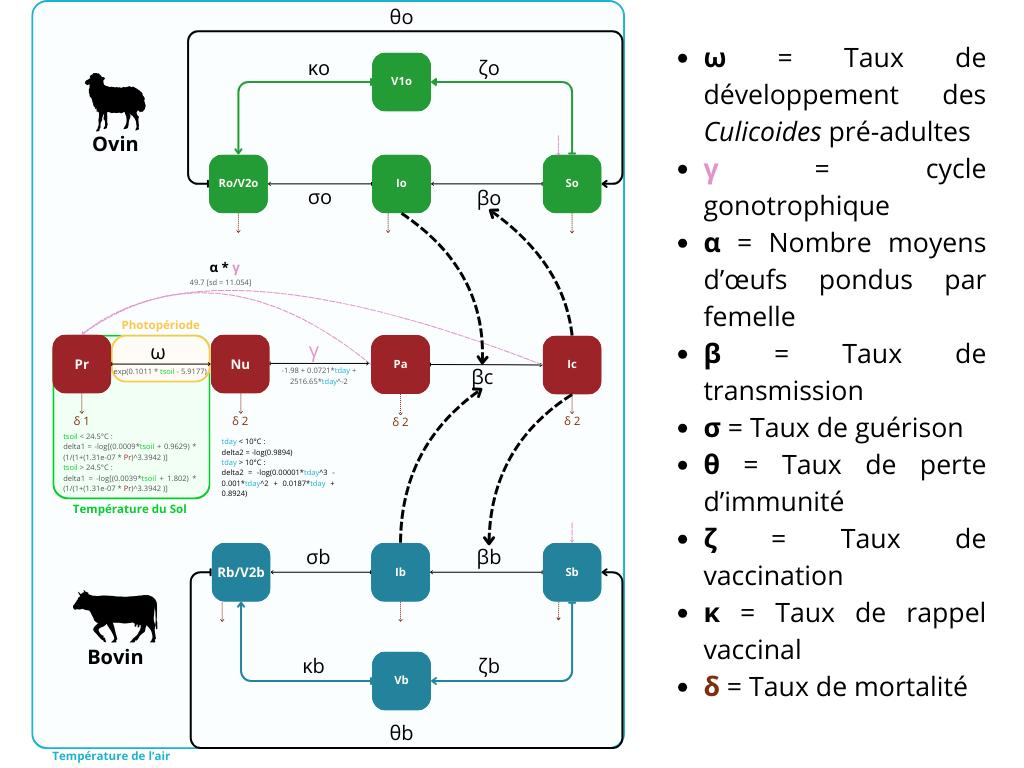 θo
κo
V1o
ζo
Ovin
Ro/V2o
σo
Io
βo
So
α * γ
49.7 [sd = 11.054]
Photopériode
Pr
ω
exp(0.1011 * tsoil - 5.9177)
Nu
γ
-1.98 + 0.0721*tday +
2516.65*tday^-2
Pa
βc
Ic
δ 1
δ 2
δ 2
δ 2
tsoil < 24.5°C :
delta1 = -log[(0.0009*tsoil + 0.9629) *
(1/(1+(1.31e-07 * Pr)^3.3942 )]
tsoil > 24.5°C :
delta1 = -log[(0.0039*tsoil + 1.802) *
(1/(1+(1.31e-07 * Pr)^3.3942 )]
Température du Sol
tday < 10°C :
delta2 = -log(0.9894)
tday > 10°C :
delta2 = -log(0.00001*tday^3 -
0.001*tday^2 + 0.0187*tday +
0.8924)
Rb/V2b
σb
Ib
βb
Sb
Bovin
κb
Vb
ζb
θb
Température de l’air
• ω = Taux de
développement des
Culicoides pré-adultes
• γ = cycle
gonotrophique
• α = Nombre moyens
d’œufs pondus par
femelle
• β = Taux de
transmission
• σ = Taux de guérison
• θ = Taux de perte
d’immunité
• ζ = Taux de
vaccination
• κ = Taux de rappel
vaccinal
• δ = Taux de mortalité